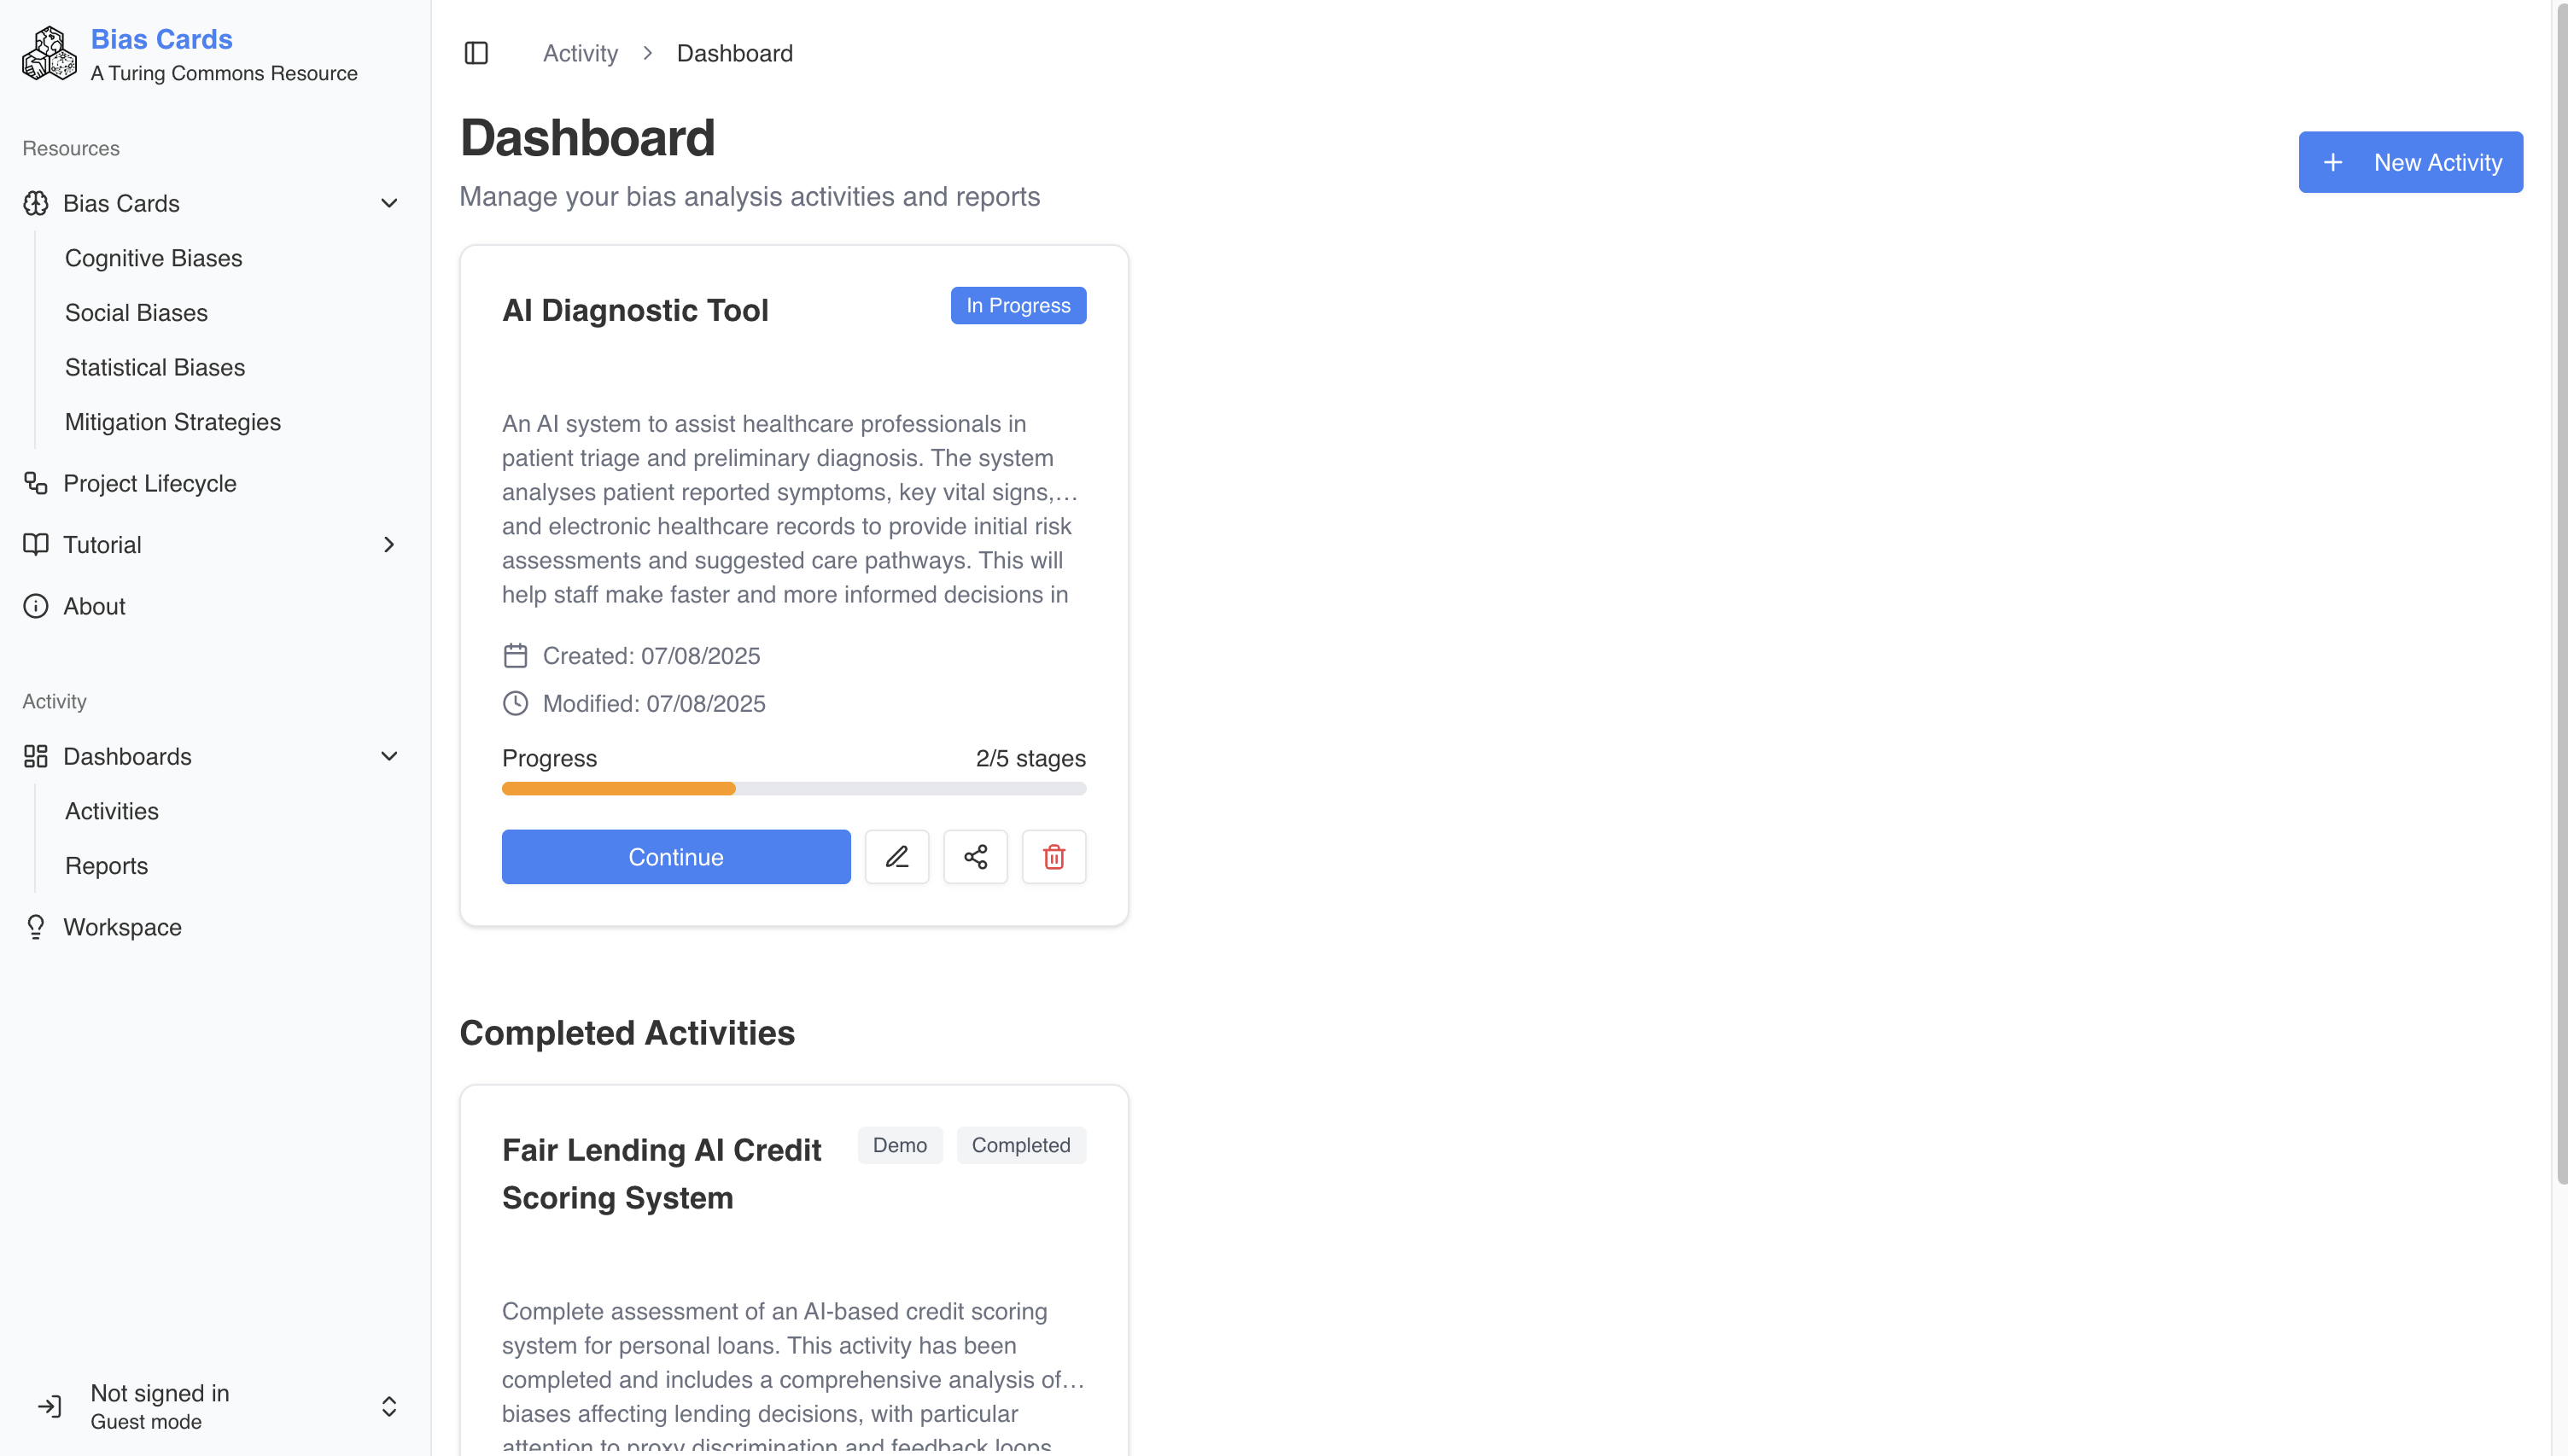 Bias Cards
A Turing Commons Resource
Resources
Bias Cards
Cognitive Biases
Social Biases
Statistical Biases
Mitigation Strategies
Project Lifecycle
Tutorial
About
Activity
Dashboards
Activities
Reports
Workspace
Not signed in
Guest mode
Activity > Dashboard
Dashboard
Manage your bias analysis activities and reports
New Activity
AI Diagnostic Tool
In Progress
An AI system to assist healthcare professionals in
patient triage and preliminary diagnosis. The system
analyses patient reported symptoms, key vital signs,…
and electronic healthcare records to provide initial risk
assessments and suggested care pathways. This will
help staff make faster and more informed decisions in
Created: 07/08/2025
Modified: 07/08/2025
Progress 2/5 stages
Continue
Completed Activities
Fair Lending AI Credit
Scoring System
Demo Completed
Complete assessment of an AI-based credit scoring
system for personal loans. This activity has been
completed and includes a comprehensive analysis of…
biases affecting lending decisions, with particular
attention to proxy discrimination and feedback loops